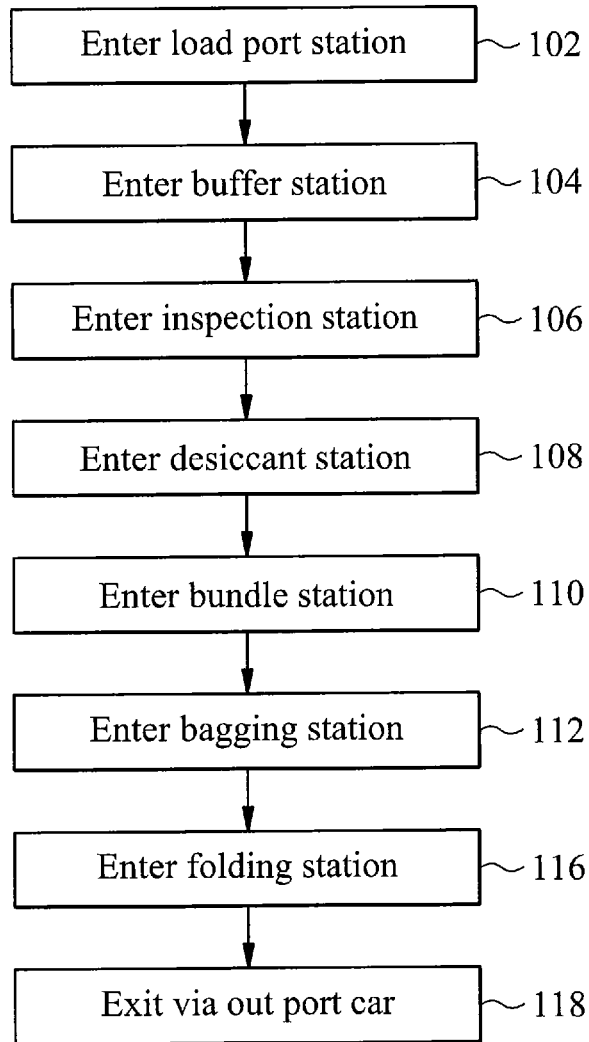 Enter load port station 102
Enter buffer station 104
Enter inspection station 106
Enter desiccant station 108
Enter bundle station 110
Enter bagging station 112
Enter folding station 116
Exit via out port car 118